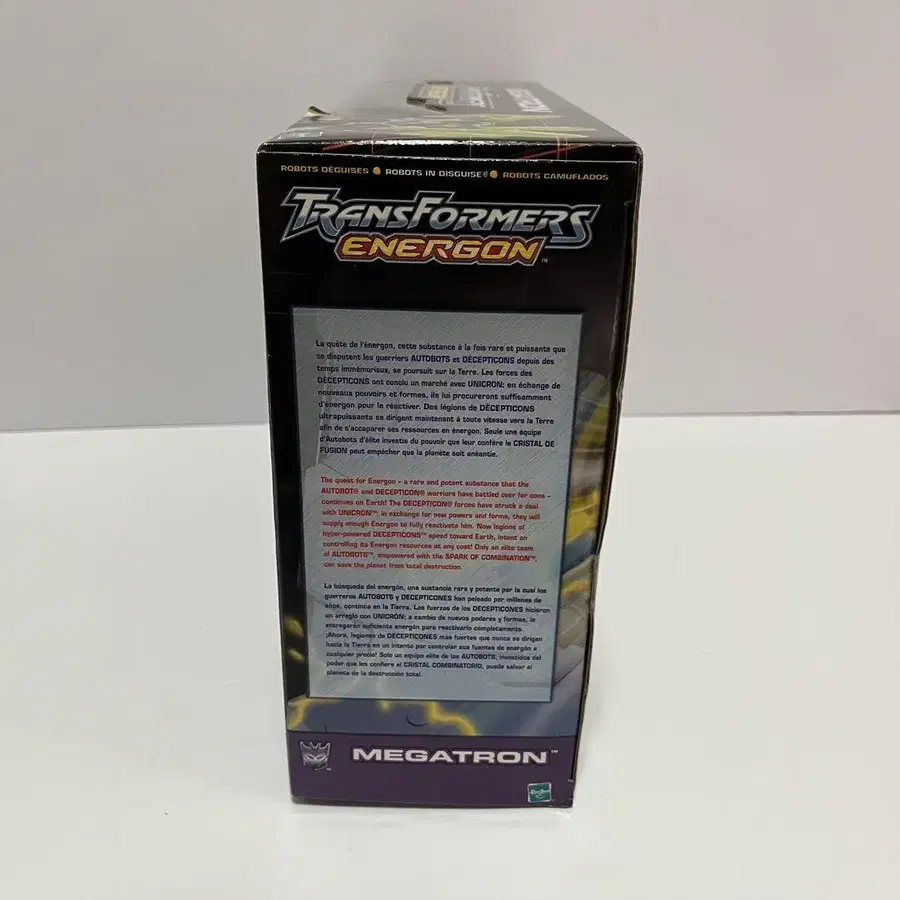 ROBOTS DÉGUISÉS ● ROBOTS IN DISGUISE® ● ROBOTS CAMUFLADOS
TRANSFORMERS
ENERGON™
La quête de l'énergon, cette substance à la fois rare et puissante que
se disputent les guerriers AUTOBOTS et DÉCEPTICONS depuis des
temps immémoriaux, se poursuit sur la Terre. Les forces des
DÉCEPTICONS ont conclu un marché avec UNICRON: en échange de
nouveaux pouvoirs et formes, ils lui procureront suffisamment
d'énergon pour le réactiver. Des légions de DÉCEPTICONS
ultrapuissants se dirigent maintenant à toute vitesse vers la Terre
afin de s'accaparer ses ressources en énergon. Seule une équipe
d'Autobots d'élite investis du pouvoir que leur confère le CRISTAL DE
FUSION peut empêcher que la planète soit anéantie.
The quest for Energon – a rare and potent substance that the
AUTOBOT® and DECEPTICON® warriors have battled over for eons –
continues on Earth! The DECEPTICON® forces have struck a deal
with UNICRON™: in exchange for new powers and forms, they will
supply enough Energon to fully reactivate him. Now legions of
hyper-powered DECEPTICONS™ speed toward Earth, intent on
controlling its Energon resources at any cost! Only an elite team
of AUTOBOTS™, empowered with the SPARK OF COMBINATION™,
can save the planet from total destruction.
La búsqueda del energón, una sustancia rara y potente por la cual los
guerreros AUTOBOTS y DECEPTICONES han peleado por millones de
años, continúa en la Tierra. Las fuerzas de los DECEPTICONES hicieron
un arreglo con UNICRÓN: a cambio de nuevos poderes y formas, le
entregarán suficiente energón para reactivarlo completamente.
¡Ahora, legiones de DECEPTICONES más fuertes que nunca se dirigen
hacia la Tierra en un intento por controlar sus fuentes de energón a
cualquier precio! Solo un equipo elite de los AUTOBOTS, investidos del
poder que les confiere el CRISTAL COMBINATORIO, puede salvar al
planeta de la destrucción total.
MEGATRON™
Hasbro